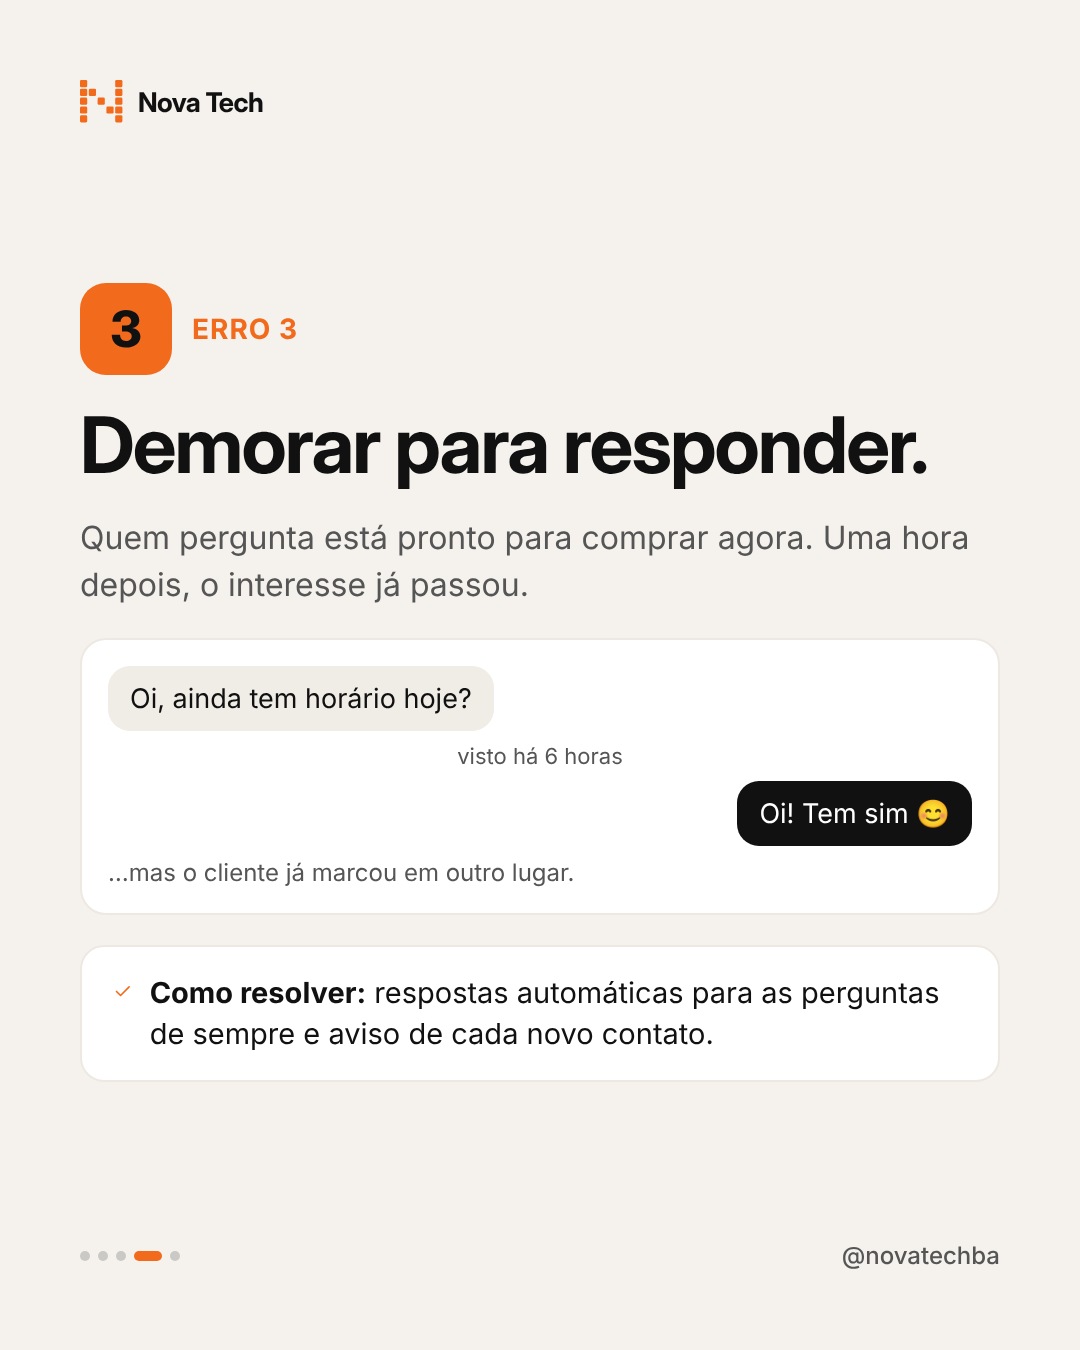 Nova Tech
3
ERRO 3
Demorar para responder.
Quem pergunta está pronto para comprar agora. Uma hora
depois, o interesse já passou.
Oi, ainda tem horário hoje?
visto há 6 horas
Oi! Tem sim 😊
...mas o cliente já marcou em outro lugar.
Como resolver: respostas automáticas para as perguntas
de sempre e aviso de cada novo contato.
@novatechba